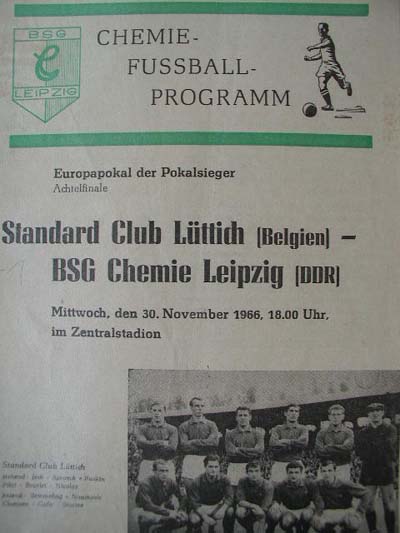 BSG
LEIPZIG
CHEMIE-
FUSSBALL-
PROGRAMM
Europapokal der Pokalsieger
Achtelfinale
Standard Club Lüttich (Belgien) –
BSG Chemie Leipzig (DDR)
Mittwoch, den 30. November 1966, 18.00 Uhr,
im Zentralstadion
Standard Club Lüttich